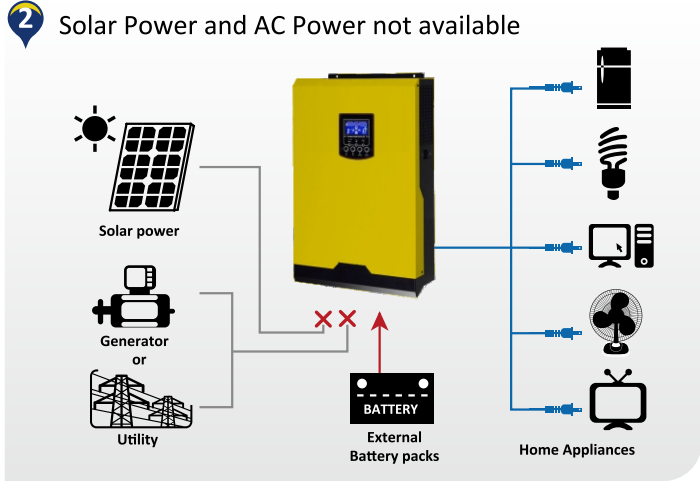 2
Solar Power and AC Power not available
Solar power
Generator
or
Utility
BATTERY
External
Battery packs
Home Appliances